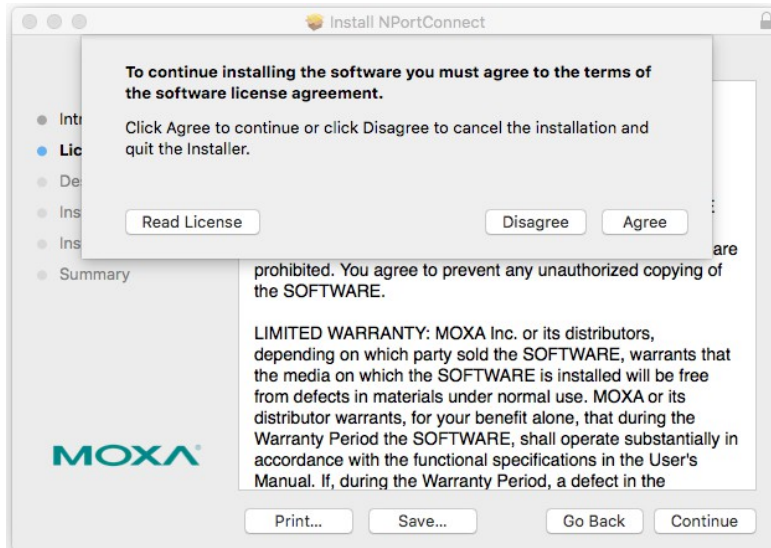 Install NPortConnect
To continue installing the software you must agree to the terms of
the software license agreement.
Click Agree to continue or click Disagree to cancel the installation and
quit the Installer.
Read License
Disagree
Agree
Lic
De
Ins
Ins
Summary
are
prohibited. You agree to prevent any unauthorized copying of
the SOFTWARE.
LIMITED WARRANTY: MOXA Inc. or its distributors,
depending on which party sold the SOFTWARE, warrants that
the media on which the SOFTWARE is installed will be free
from defects in materials under normal use. MOXA or its
distributor warrants, for your benefit alone, that during the
Warranty Period the SOFTWARE, shall operate substantially in
accordance with the functional specifications in the User's
Manual. If, during the Warranty Period, a defect in the
MOXA
Print...
Save...
Go Back
Continue